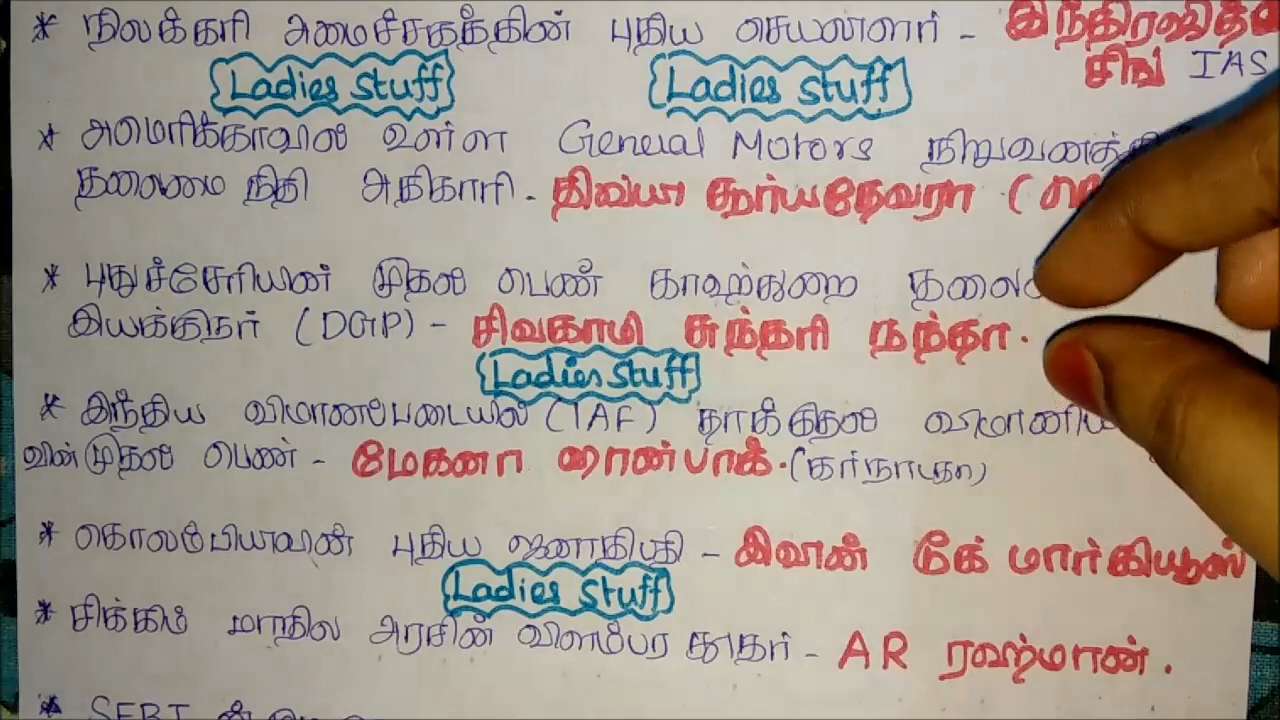 * நிலக்கரி அமைச்சகத்தின் புதிய செயலாளர் - இந்திரஜித்
சிங் IAS
Ladies Stuff Ladies Stuff
* அமெரிக்காவில் உள்ள General Motors
தலைமை நிதி அதிகாரி - திவ்யா சூர்யதேவரா (
* புதுச்சேரியின் முதல் பெண் காவற்துறை
இயக்குநர் (DGP) - சிவகாமி சுந்தரி நந்தா.
Ladies Stuff
* இந்திய விமானப்படையில் (IAF) தாக்குதல்
வின் முதல் பெண் - மேகனா ஷான்பாக். (கர்நாடகா)
* கொலம்பியாவின் புதிய ஜனாதிபதி - இவான் டூகே மார்கியூஸ்
Ladies Stuff
* சிக்கிம் மாநில அரசின் விளம்பர தூதர் - AR ரஹ்மான்.
* SEBI